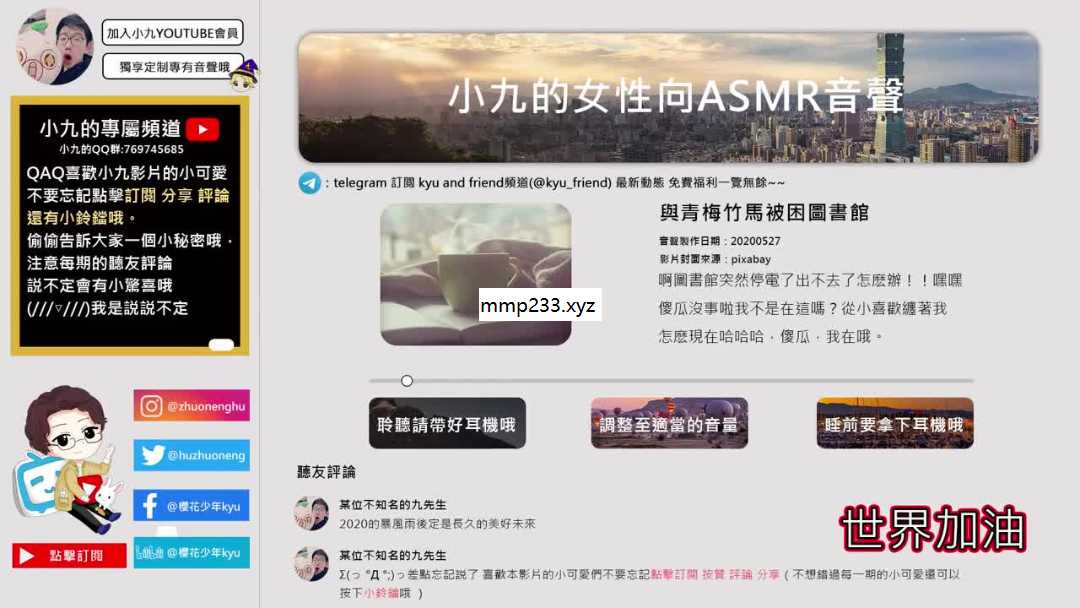 加入小九YOUTUBE會員
獨享定制專有音聲哦
小九的專屬頻道
小九的QQ群:769745685
QAQ喜歡小九影片的小可愛
不要忘記點擊訂閱 分享 評論
還有小鈴鐺哦。
偷偷告訴大家一個小秘密哦，
注意每期的聽友評論
説不定會有小驚喜哦
(///▿///)我是説説不定
@zhuonenghu
@huzhuoneng
@櫻花少年kyu
點擊訂閱
@櫻花少年kyu
小九的女性向ASMR音聲
：telegram 訂閲 kyu and friend頻道(@kyu_friend) 最新動態 免費福利一覽無餘~~
與青梅竹馬被困圖書館
音聲製作日期：20200527
影片封面來源：pixabay
啊圖書館突然停電了出不去了怎麽辦！！嘿嘿
傻瓜沒事啦我不是在這嗎？從小喜歡纏著我
怎麽現在哈哈哈，傻瓜，我在哦。
mmp233.xyz
聆聽請帶好耳機哦
調整至適當的音量
睡前要拿下耳機哦
聽友評論
某位不知名的九先生
2020的暴風雨後定是長久的美好未來
某位不知名的九先生
Σ(っ °Д °;)っ差點忘記説了 喜歡本影片的小可愛們不要忘記點擊訂閱 按贊 評論 分享（不想錯過每一期的小可愛還可以
按下小鈴鐺哦 ）
世界加油